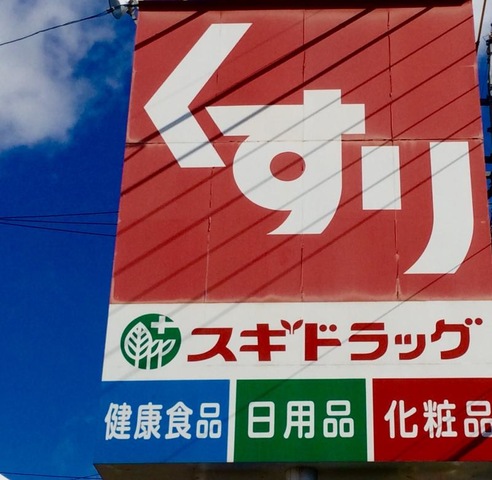 くすり
スギドラッグ
健康食品 日用品 化粧品